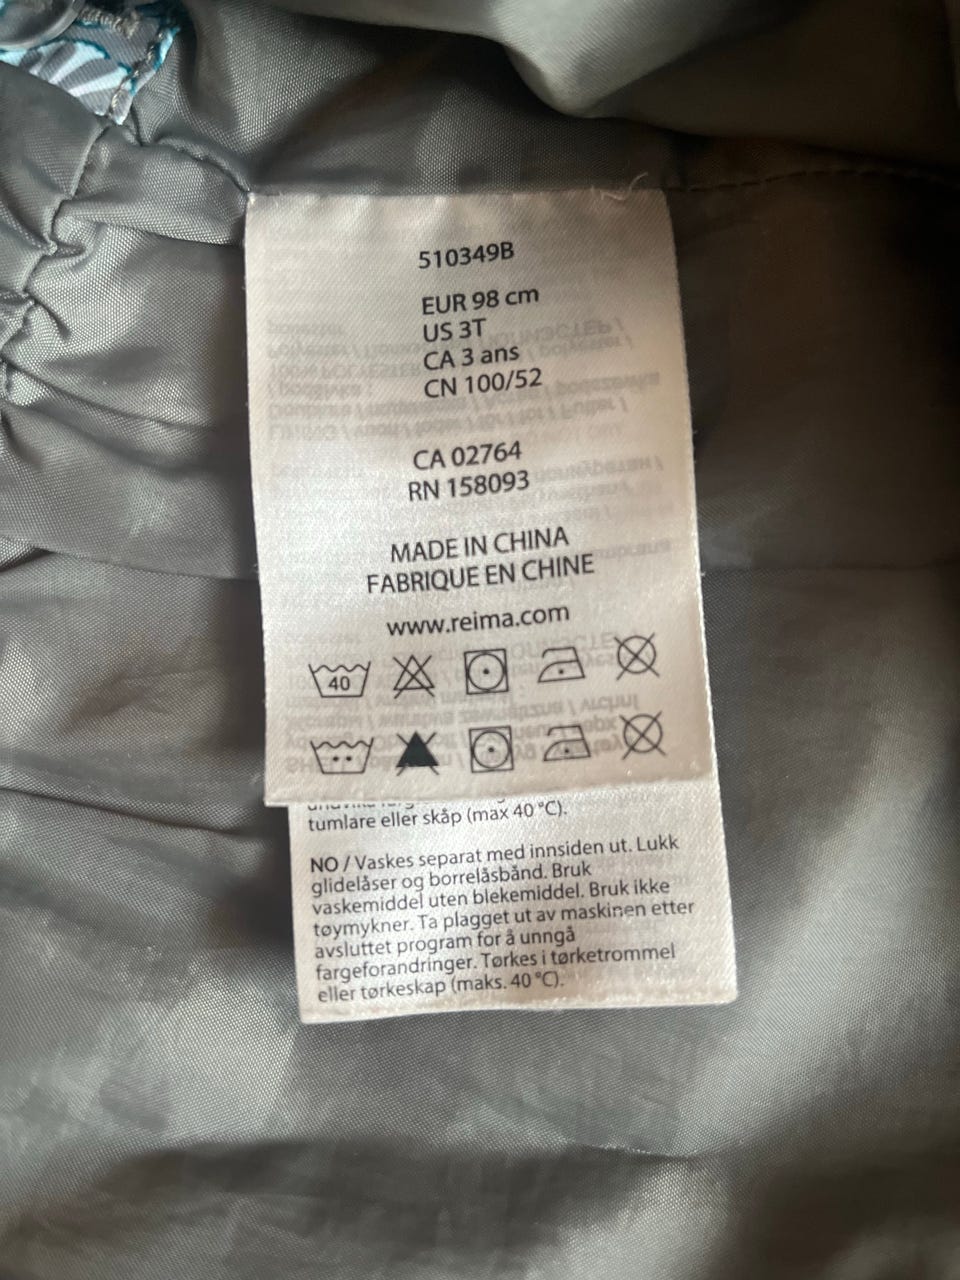 510349B
EUR 98 cm
US 3T
CA 3 ans
CN 100/52
CA 02764
RN 158093
MADE IN CHINA
FABRIQUE EN CHINE
www.reima.com
40
tumlare eller skåp (max 40 °C).
NO / Vaskes separat med innsiden ut. Lukk
glidelåser og borrelåsbånd. Bruk
vaskemiddel uten blekemiddel. Bruk ikke
tøymykner. Ta plagget ut av maskinen etter
avsluttet program for å unngå
fargeforandringer. Tørkes i tørketrommel
eller tørkeskap (maks. 40 °C).